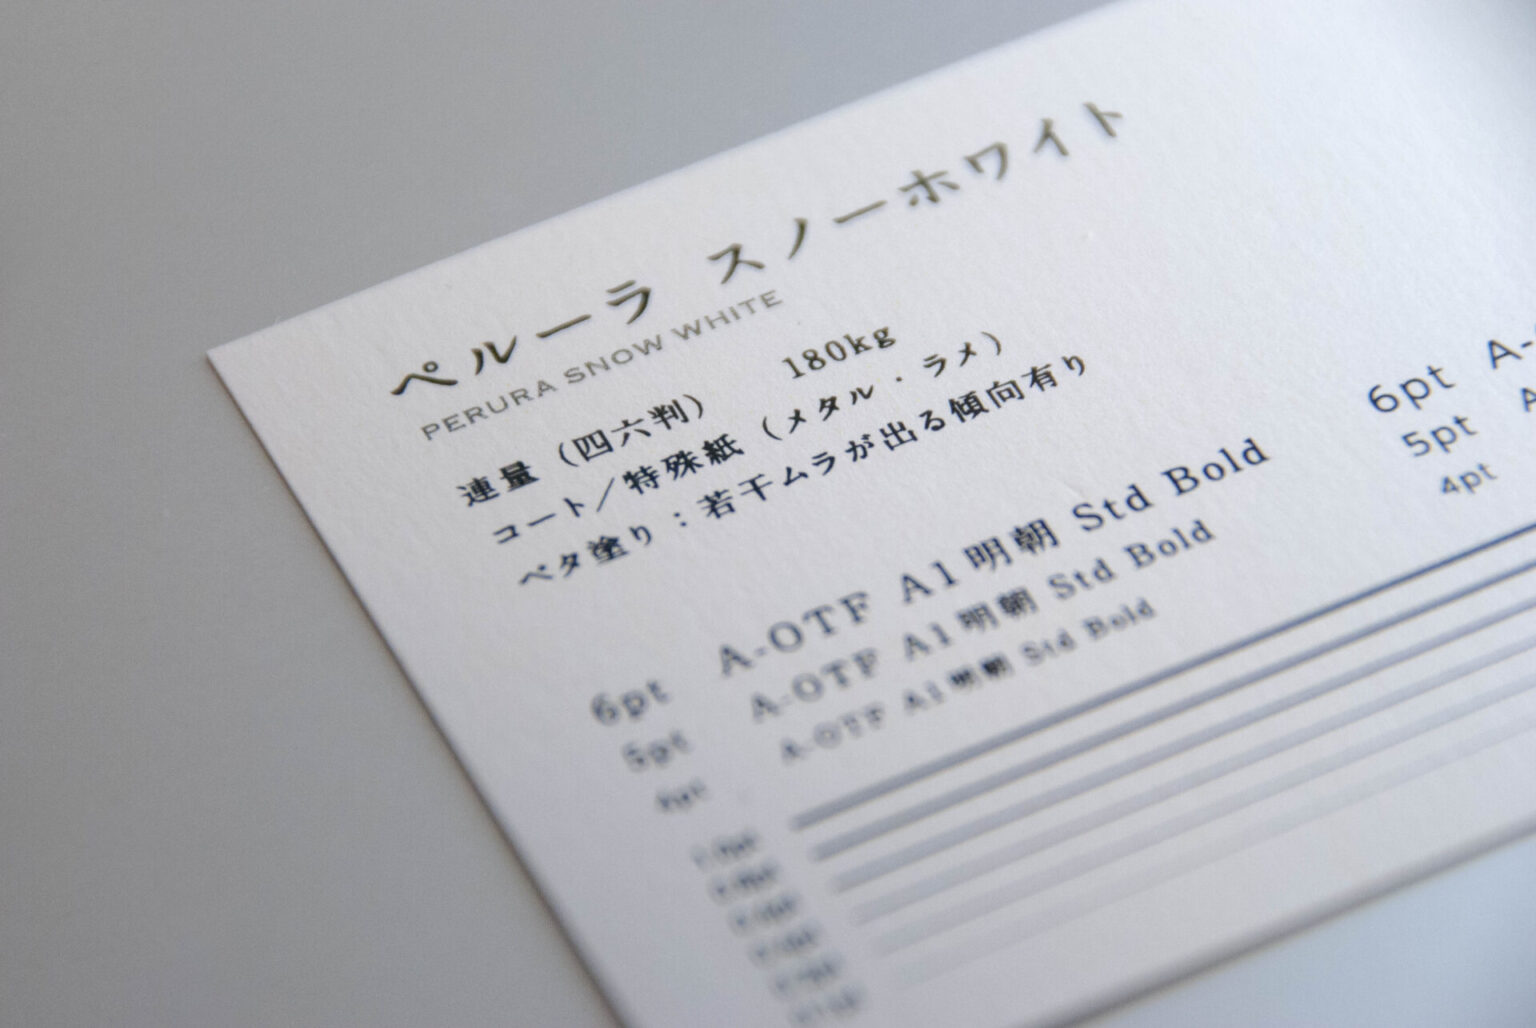 ペルーラ スノーホワイト
PERURA SNOW WHITE
連量（四六判） 180kg
コート／特殊紙（メタル・ラメ）
ベタ塗り：若干ムラが出る傾向有り
6pt A-OTF A1明朝 Std Bold
5pt A-OTF A1明朝 Std Bold
4pt A-OTF A1明朝 Std Bold
6pt A-
5pt A
4pt